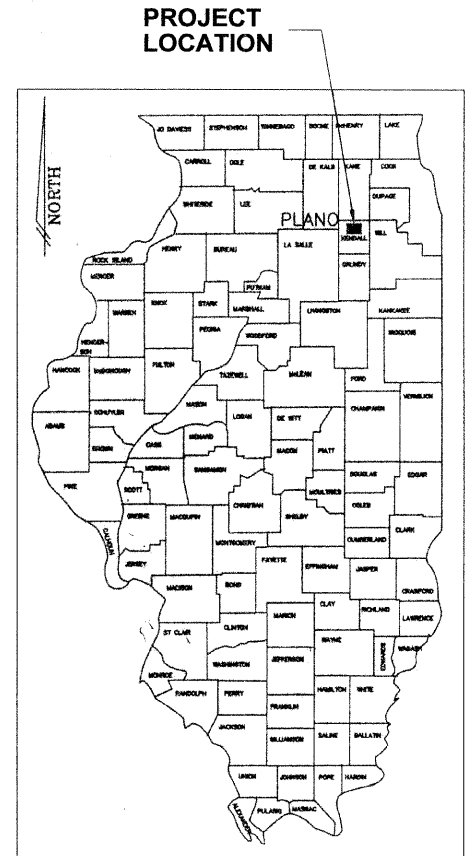 PROJECT
LOCATION
NORTH
JO DAVIESS STEPHENSON WINNEBAGO BOONE McHENRY LAKE
CARROLL OGLE DE KALB KANE COOK
DUPAGE
WHITESIDE LEE
PLANO
KENDALL WILL
HENRY BUREAU LA SALLE
ROCK ISLAND GRUNDY
MERCER
PUTNAM
KNOX STARK MARSHALL LIVINGSTON KANKAKEE
WARREN PEORIA IROQUOIS
WOODFORD
HENDER-
SON
HANCOCK McDONOUGH FULTON TAZEWELL McLEAN FORD
VERMILION
MASON CHAMPAIGN
SCHUYLER LOGAN DE WITT
ADAMS
BROWN CASS MENARD MACON PIATT
MORGAN SANGAMON DOUGLAS EDGAR
PIKE SCOTT MOULTRIE
CHRISTIAN COLES
GREENE MACOUPIN SHELBY
CALHOUN MONTGOMERY CUMBERLAND CLARK
JERSEY FAYETTE EFFINGHAM JASPER
MADISON BOND CRAWFORD
CLAY RICHLAND
MARION LAWRENCE
ST CLAIR CLINTON
WAYNE EDWARDS WABASH
WASHINGTON JEFFERSON
MONROE
RANDOLPH PERRY HAMILTON WHITE
FRANKLIN
JACKSON
WILLIAMSON SALINE GALLATIN
UNION JOHNSON POPE HARDIN
ALEXANDER PULASKI MASSAC